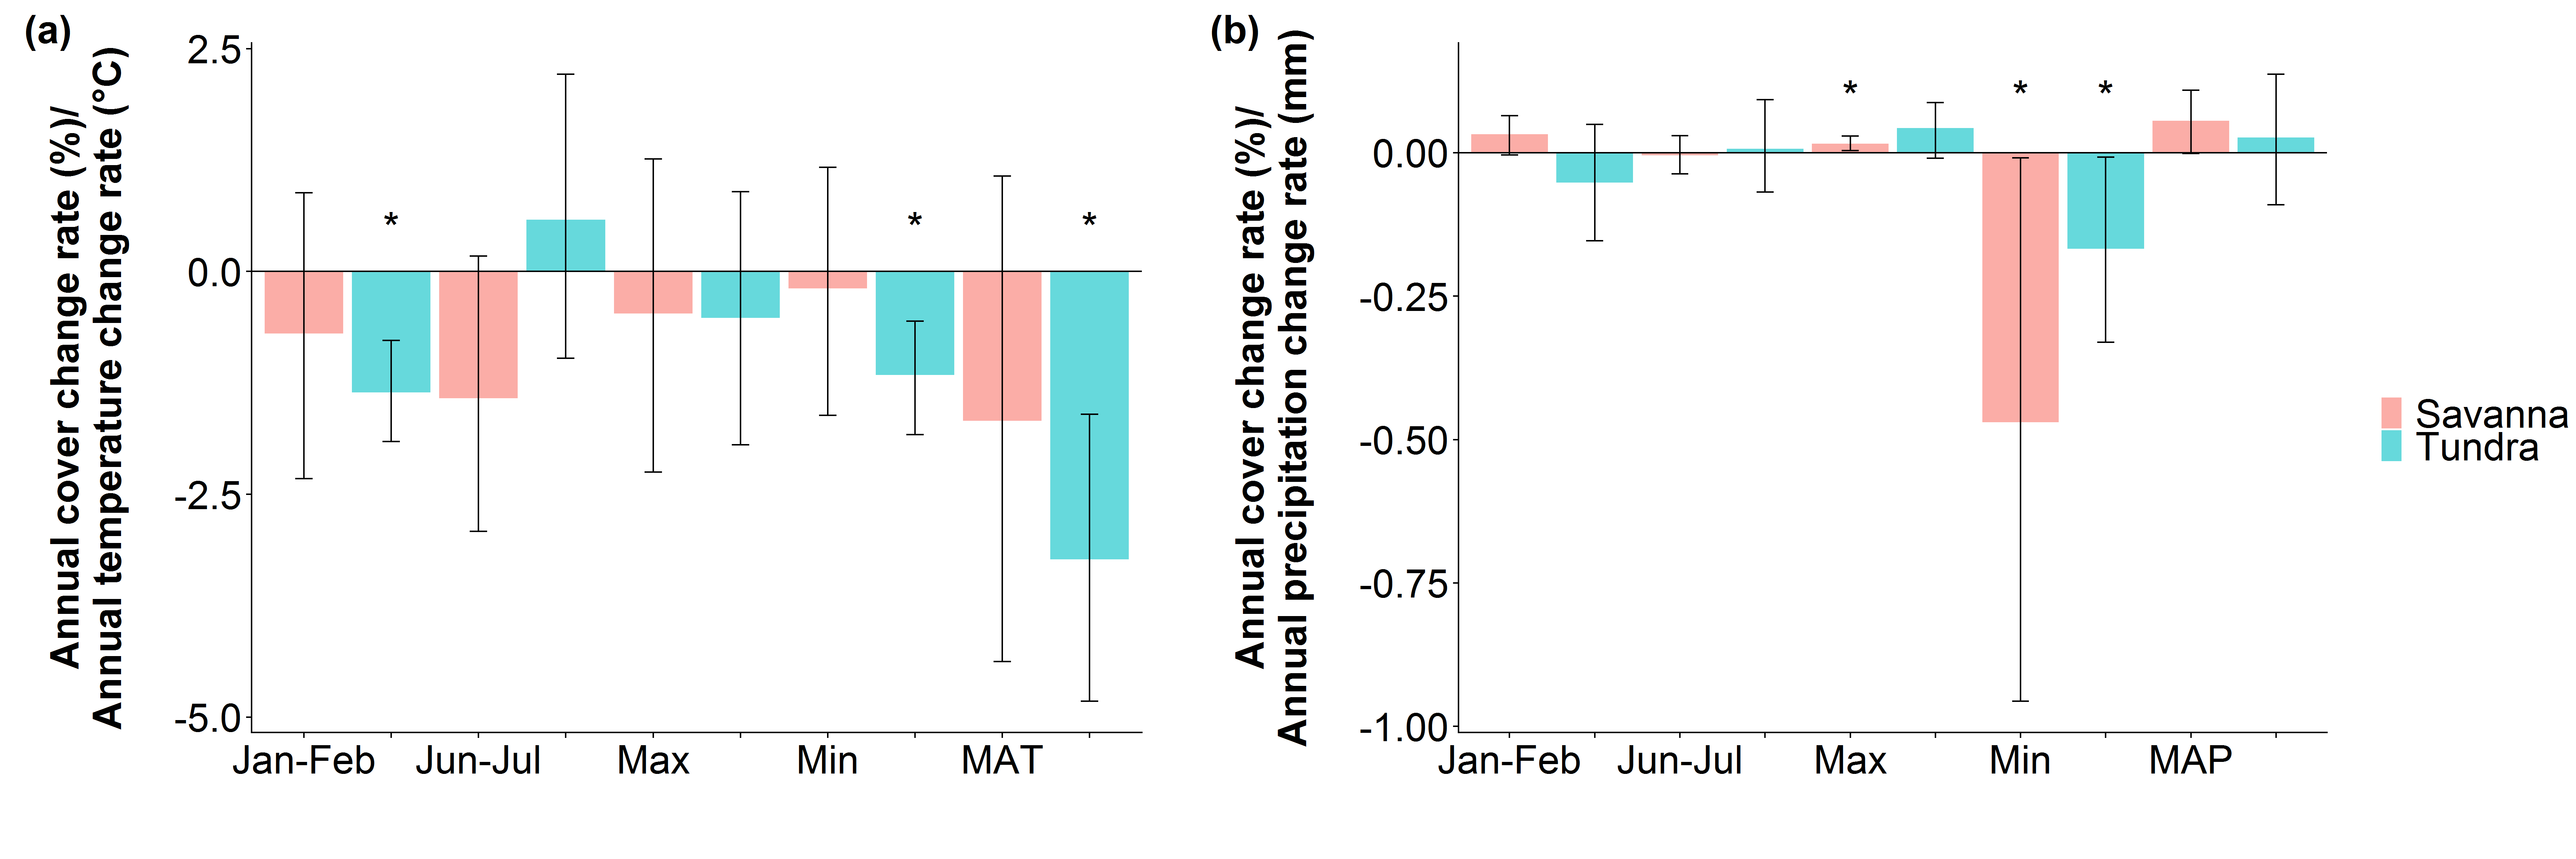 (a)
Annual cover change rate (%)/
Annual temperature change rate (°C)
2.5
0.0
-2.5
-5.0
*
*
*
Jan-Feb
Jun-Jul
Max
Min
MAT
(b)
Annual cover change rate (%)/
Annual precipitation change rate (mm)
0.00
-0.25
-0.50
-0.75
-1.00
*
*
*
Jan-Feb
Jun-Jul
Max
Min
MAP
Savanna
Tundra